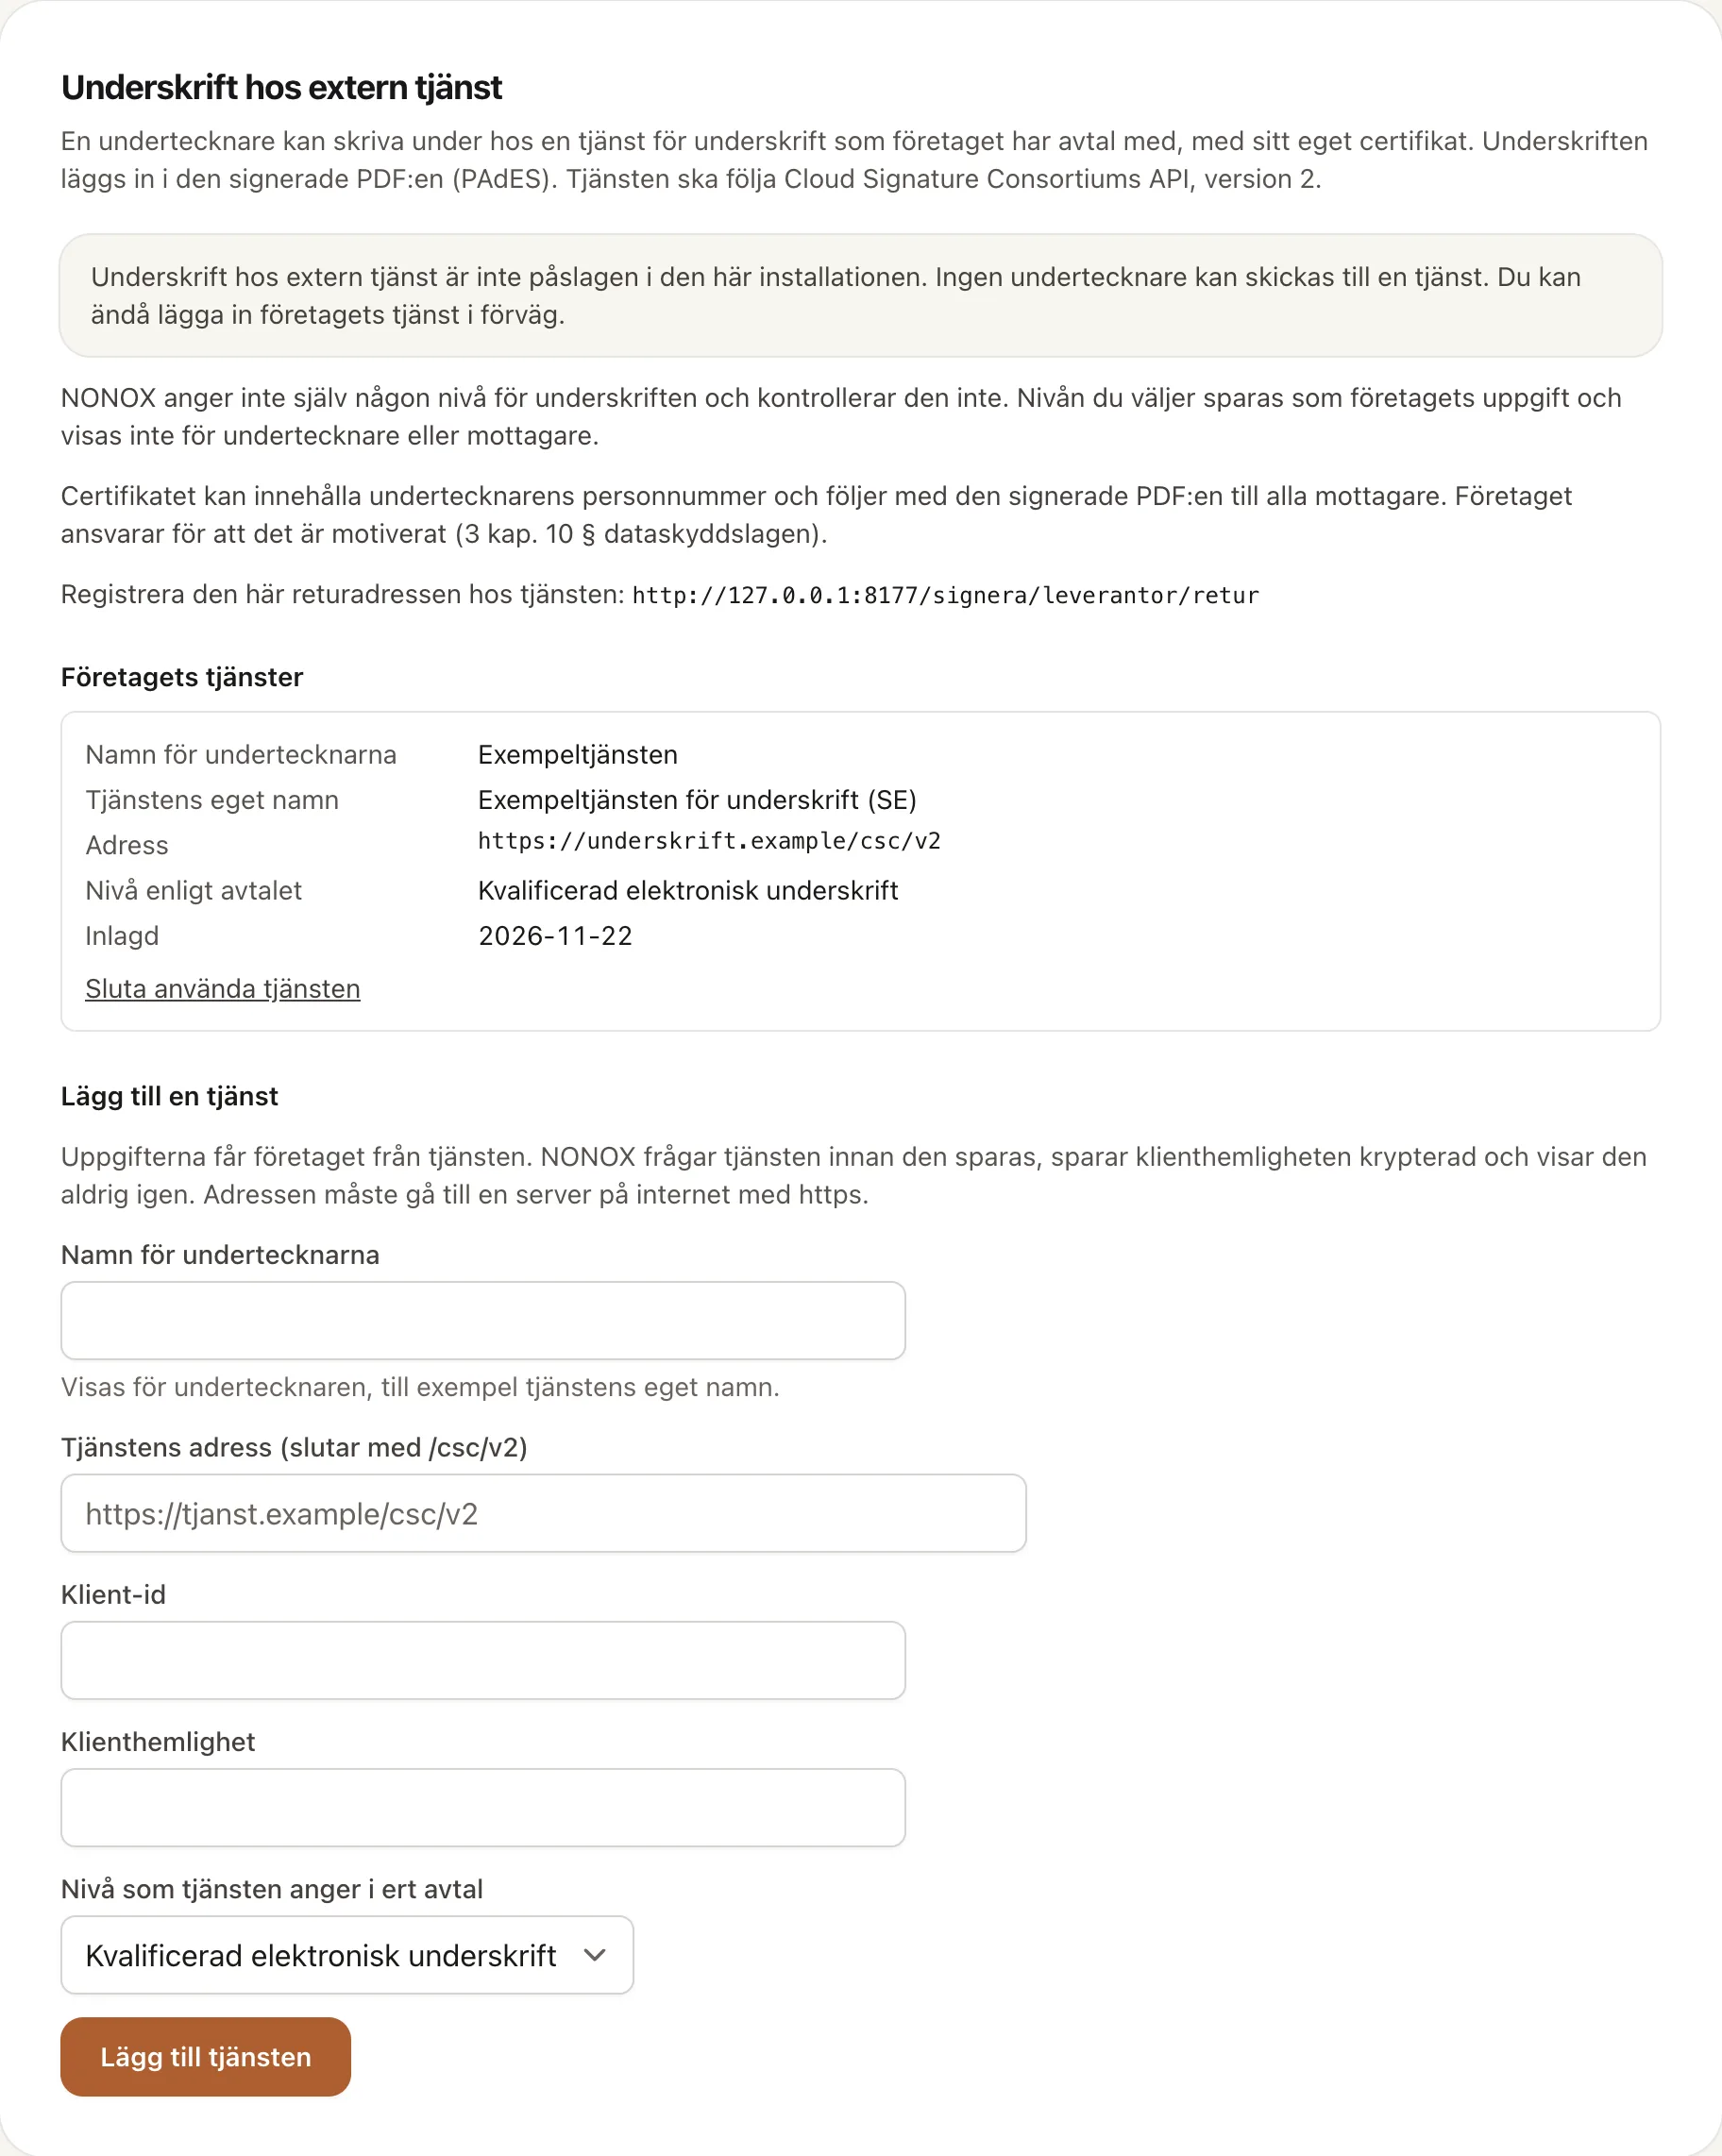 Underskrift hos extern tjänst
En undertecknare kan skriva under hos en tjänst för underskrift som företaget har avtal med, med sitt eget certifikat. Underskriften
läggs in i den signerade PDF:en (PAdES). Tjänsten ska följa Cloud Signature Consortiums API, version 2.
Underskrift hos extern tjänst är inte påslagen i den här installationen. Ingen undertecknare kan skickas till en tjänst. Du kan
ändå lägga in företagets tjänst i förväg.
NONOX anger inte själv någon nivå för underskriften och kontrollerar den inte. Nivån du väljer sparas som företagets uppgift och
visas inte för undertecknare eller mottagare.
Certifikatet kan innehålla undertecknarens personnummer och följer med den signerade PDF:en till alla mottagare. Företaget
ansvarar för att det är motiverat (3 kap. 10 § dataskyddslagen).
Registrera den här returadressen hos tjänsten: http://127.0.0.1:8177/signera/leverantor/retur
Företagets tjänster
Namn för undertecknarna Exempeltjänsten
Tjänstens eget namn Exempeltjänsten för underskrift (SE)
Adress https://underskrift.example/csc/v2
Nivå enligt avtalet Kvalificerad elektronisk underskrift
Inlagd 2026-11-22
Sluta använda tjänsten
Lägg till en tjänst
Uppgifterna får företaget från tjänsten. NONOX frågar tjänsten innan den sparas, sparar klienthemligheten krypterad och visar den
aldrig igen. Adressen måste gå till en server på internet med https.
Namn för undertecknarna
Visas för undertecknaren, till exempel tjänstens eget namn.
Tjänstens adress (slutar med /csc/v2)
https://tjanst.example/csc/v2
Klient-id
Klienthemlighet
Nivå som tjänsten anger i ert avtal
Kvalificerad elektronisk underskrift
Lägg till tjänsten